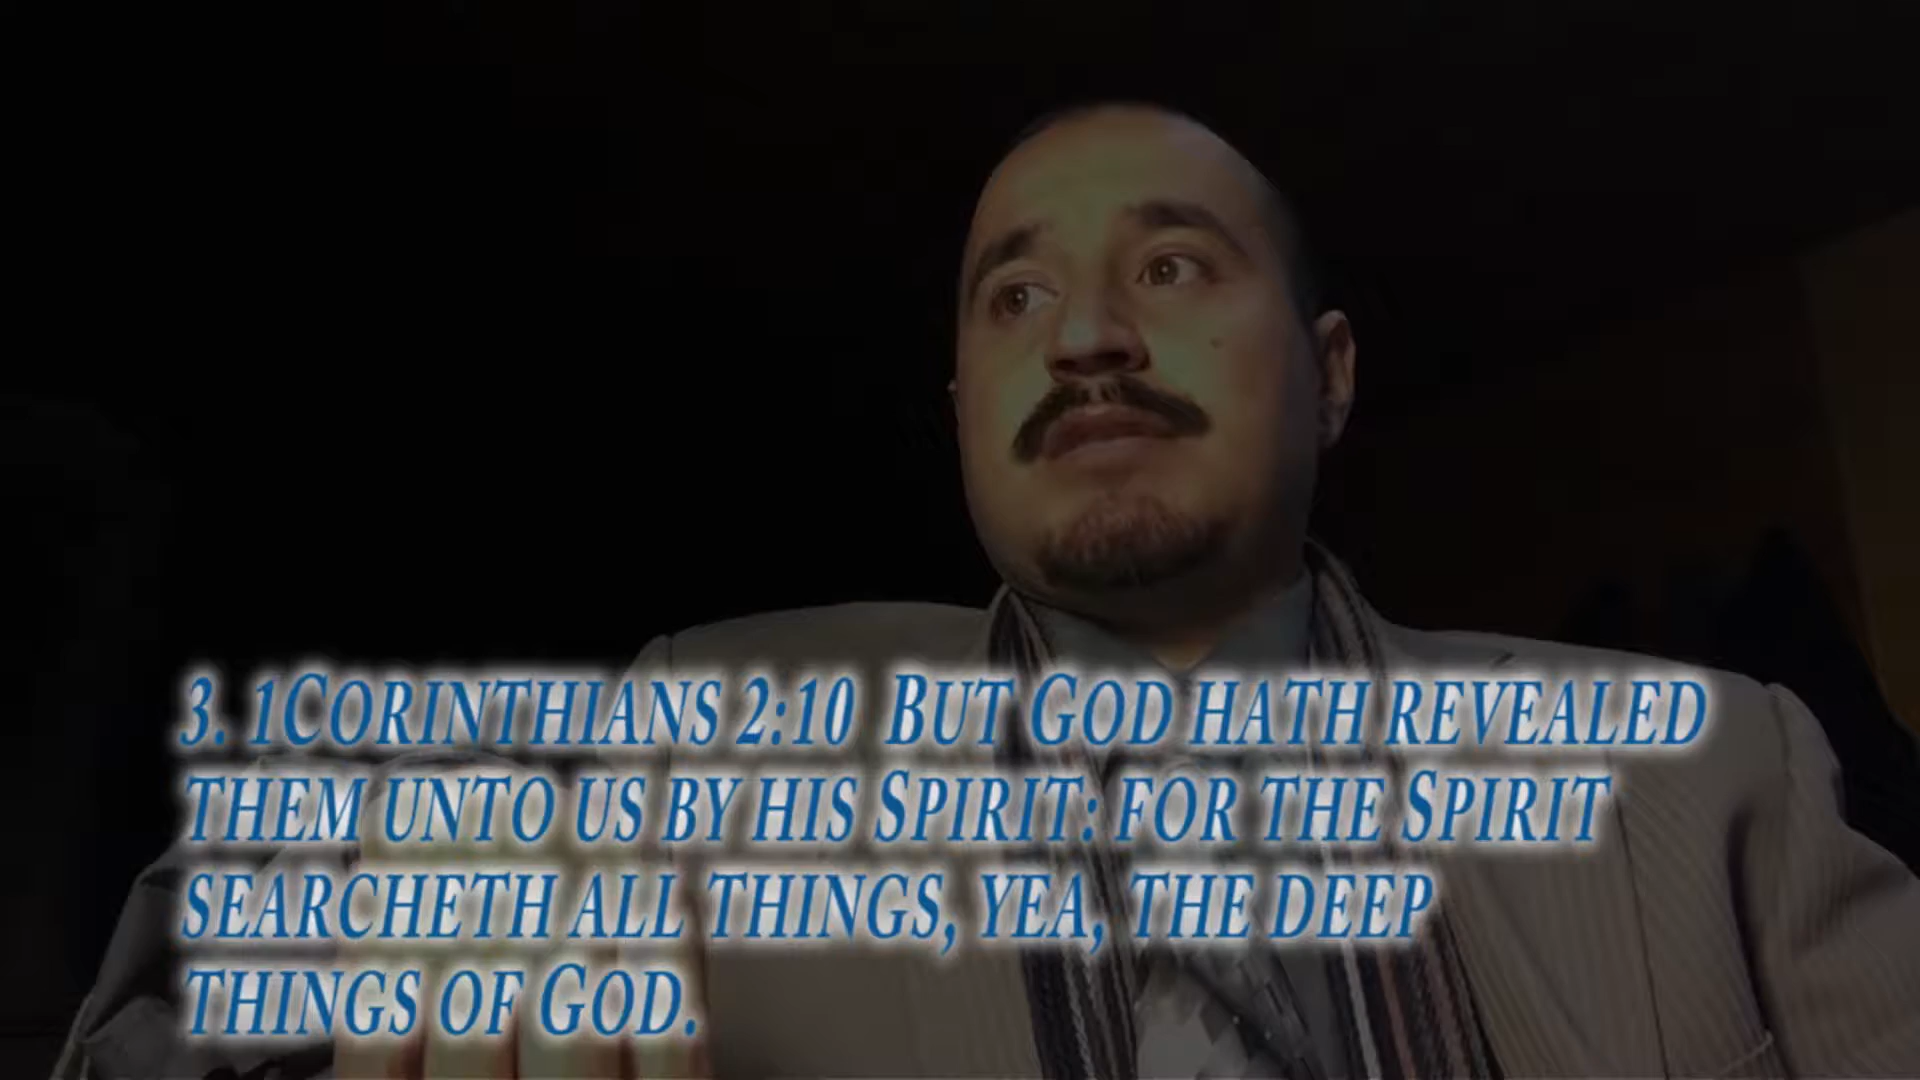 3. 1Corinthians 2:10 But God hath revealed
them unto us by his Spirit: for the Spirit
searcheth all things, yea, the deep
things of God.